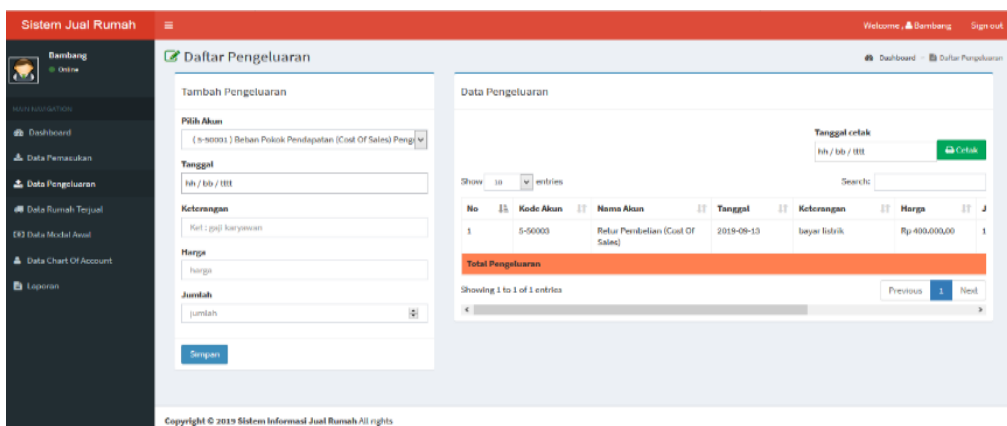 Sistem Jual Rumah
Welcome , Bambang Sign out
Bambang
Online
MAIN NAVIGATION
Dashboard
Data Pemasukan
Data Pengeluaran
Data Rumah Terjual
Data Modal Awal
Data Chart Of Account
Laporan
Daftar Pengeluaran
Dashboard Daftar Pengeluaran
Tambah Pengeluaran
Pilih Akun
( 5-50001 ) Beban Pokok Pendapatan (Cost Of Sales) Peng
Tanggal
hh / bb / tttt
Keterangan
Ket : gaji karyawan
Harga
harga
Jumlah
jumlah
Simpan
Data Pengeluaran
Tanggal cetak
hh / bb / tttt Cetak
Show 10 entries Search:
No Kode Akun Nama Akun Tanggal Keterangan Harga J
1 5-50003 Retur Pembelian (Cost Of Sales) 2019-09-13 bayar listrik Rp 400.000,00 1
Total Pengeluaran
Showing 1 to 1 of 1 entries Previous 1 Next
Copyright © 2019 Sistem Informasi Jual Rumah All rights